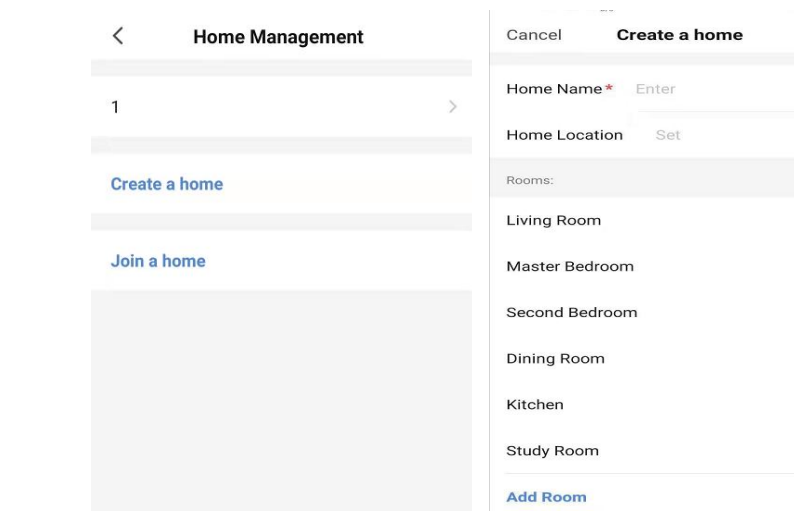 Home Management
1
Create a home
Join a home
Cancel Create a home
Home Name* Enter
Home Location Set
Rooms:
Living Room
Master Bedroom
Second Bedroom
Dining Room
Kitchen
Study Room
Add Room